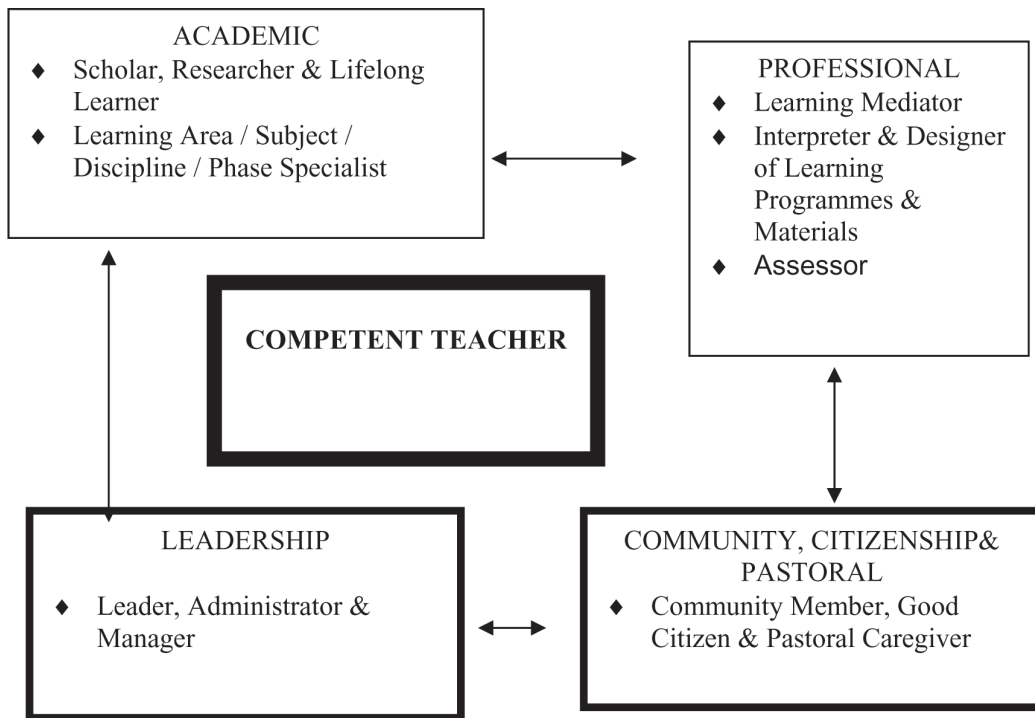 ACADEMIC
♦ Scholar, Researcher & Lifelong
Learner
♦ Learning Area / Subject /
Discipline / Phase Specialist
PROFESSIONAL
♦ Learning Mediator
♦ Interpreter & Designer
of Learning
Programmes &
Materials
♦ Assessor
COMPETENT TEACHER
LEADERSHIP
♦ Leader, Administrator &
Manager
COMMUNITY, CITIZENSHIP&
PASTORAL
♦ Community Member, Good
Citizen & Pastoral Caregiver